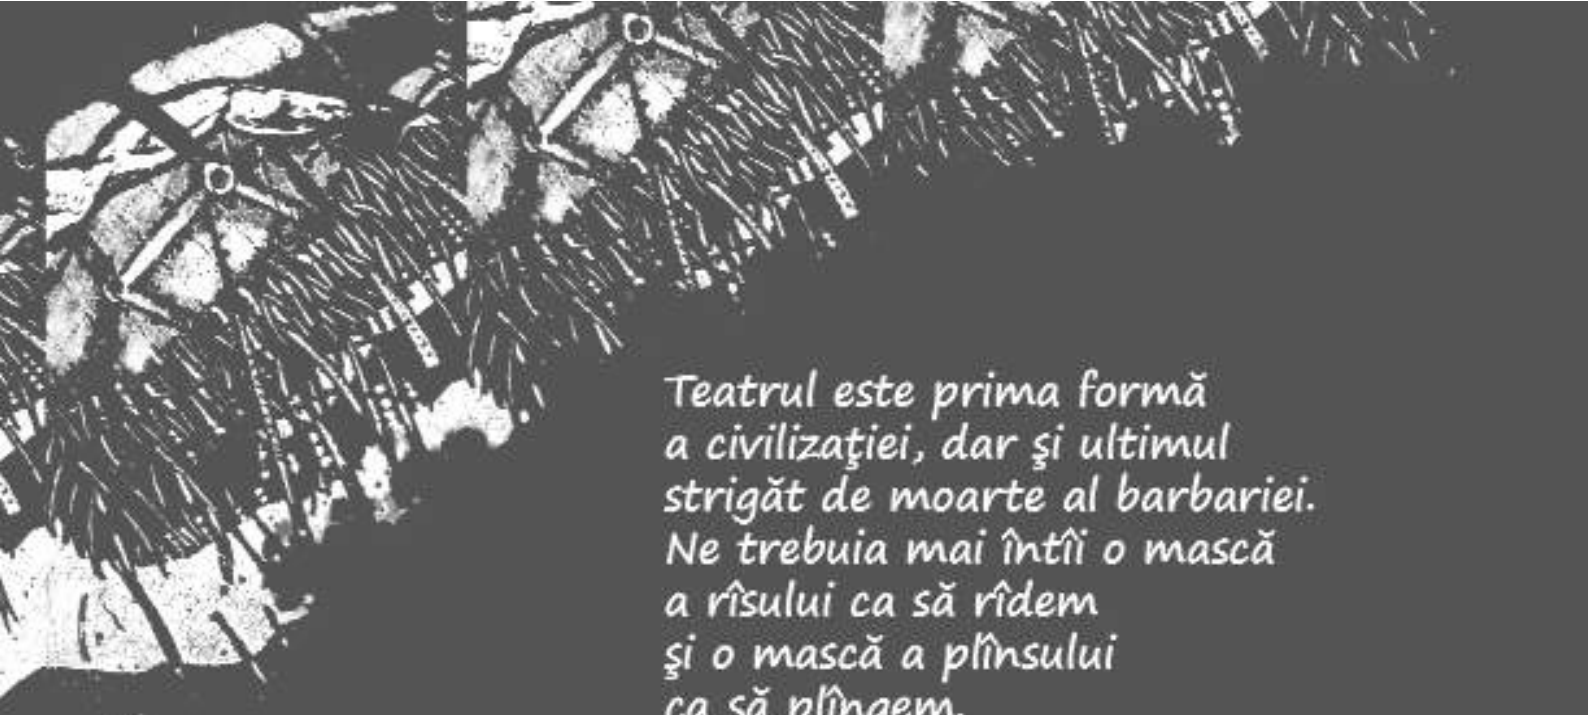 Teatrul este prima formă
a civilizaţiei, dar şi ultimul
strigăt de moarte al barbariei.
Ne trebuia mai întîi o mască
a rîsului ca să rîdem
şi o mască a plînsului
ca să plîngem.